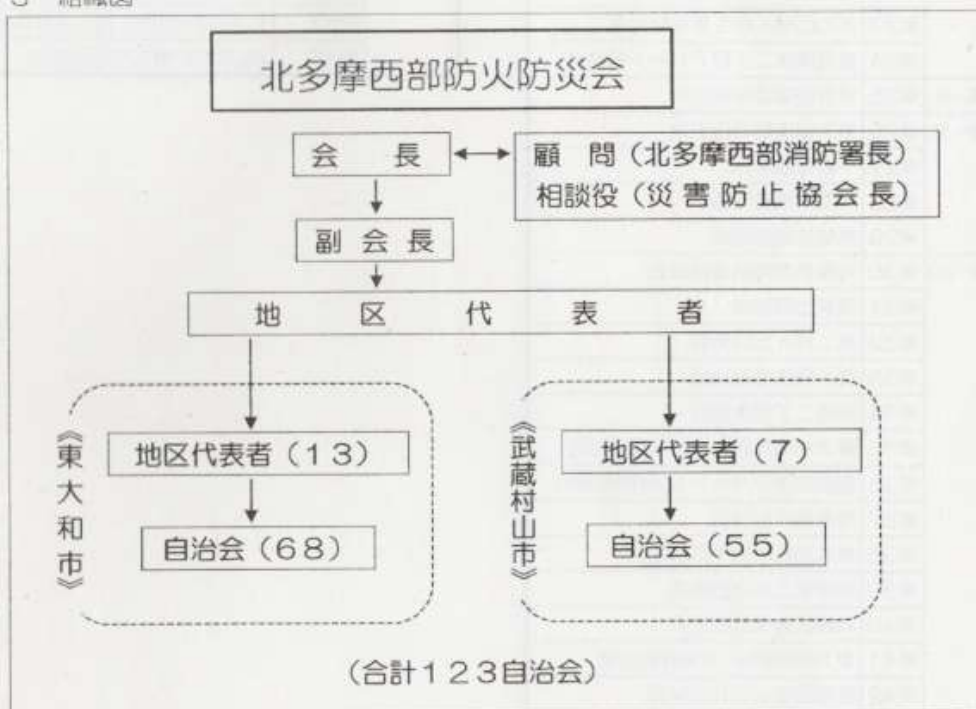 北多摩西部防火防災会
会　長
顧　問（北多摩西部消防署長）
相談役（災 害 防 止 協 会 長）
副 会 長
地　区　代　表　者
《東大和市》
地区代表者（１３）
自治会（６８）
《武蔵村山市》
地区代表者（７）
自治会（５５）
（合計１２３自治会）